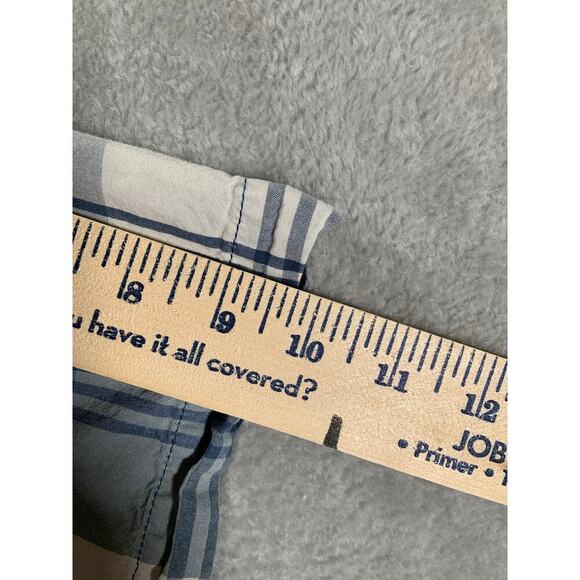 8 9 10 11 12
have it all covered?
JOB
• Primer •